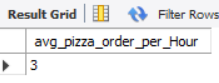 Result Grid Filter Rows
avg_pizza_order_per_Hour
3